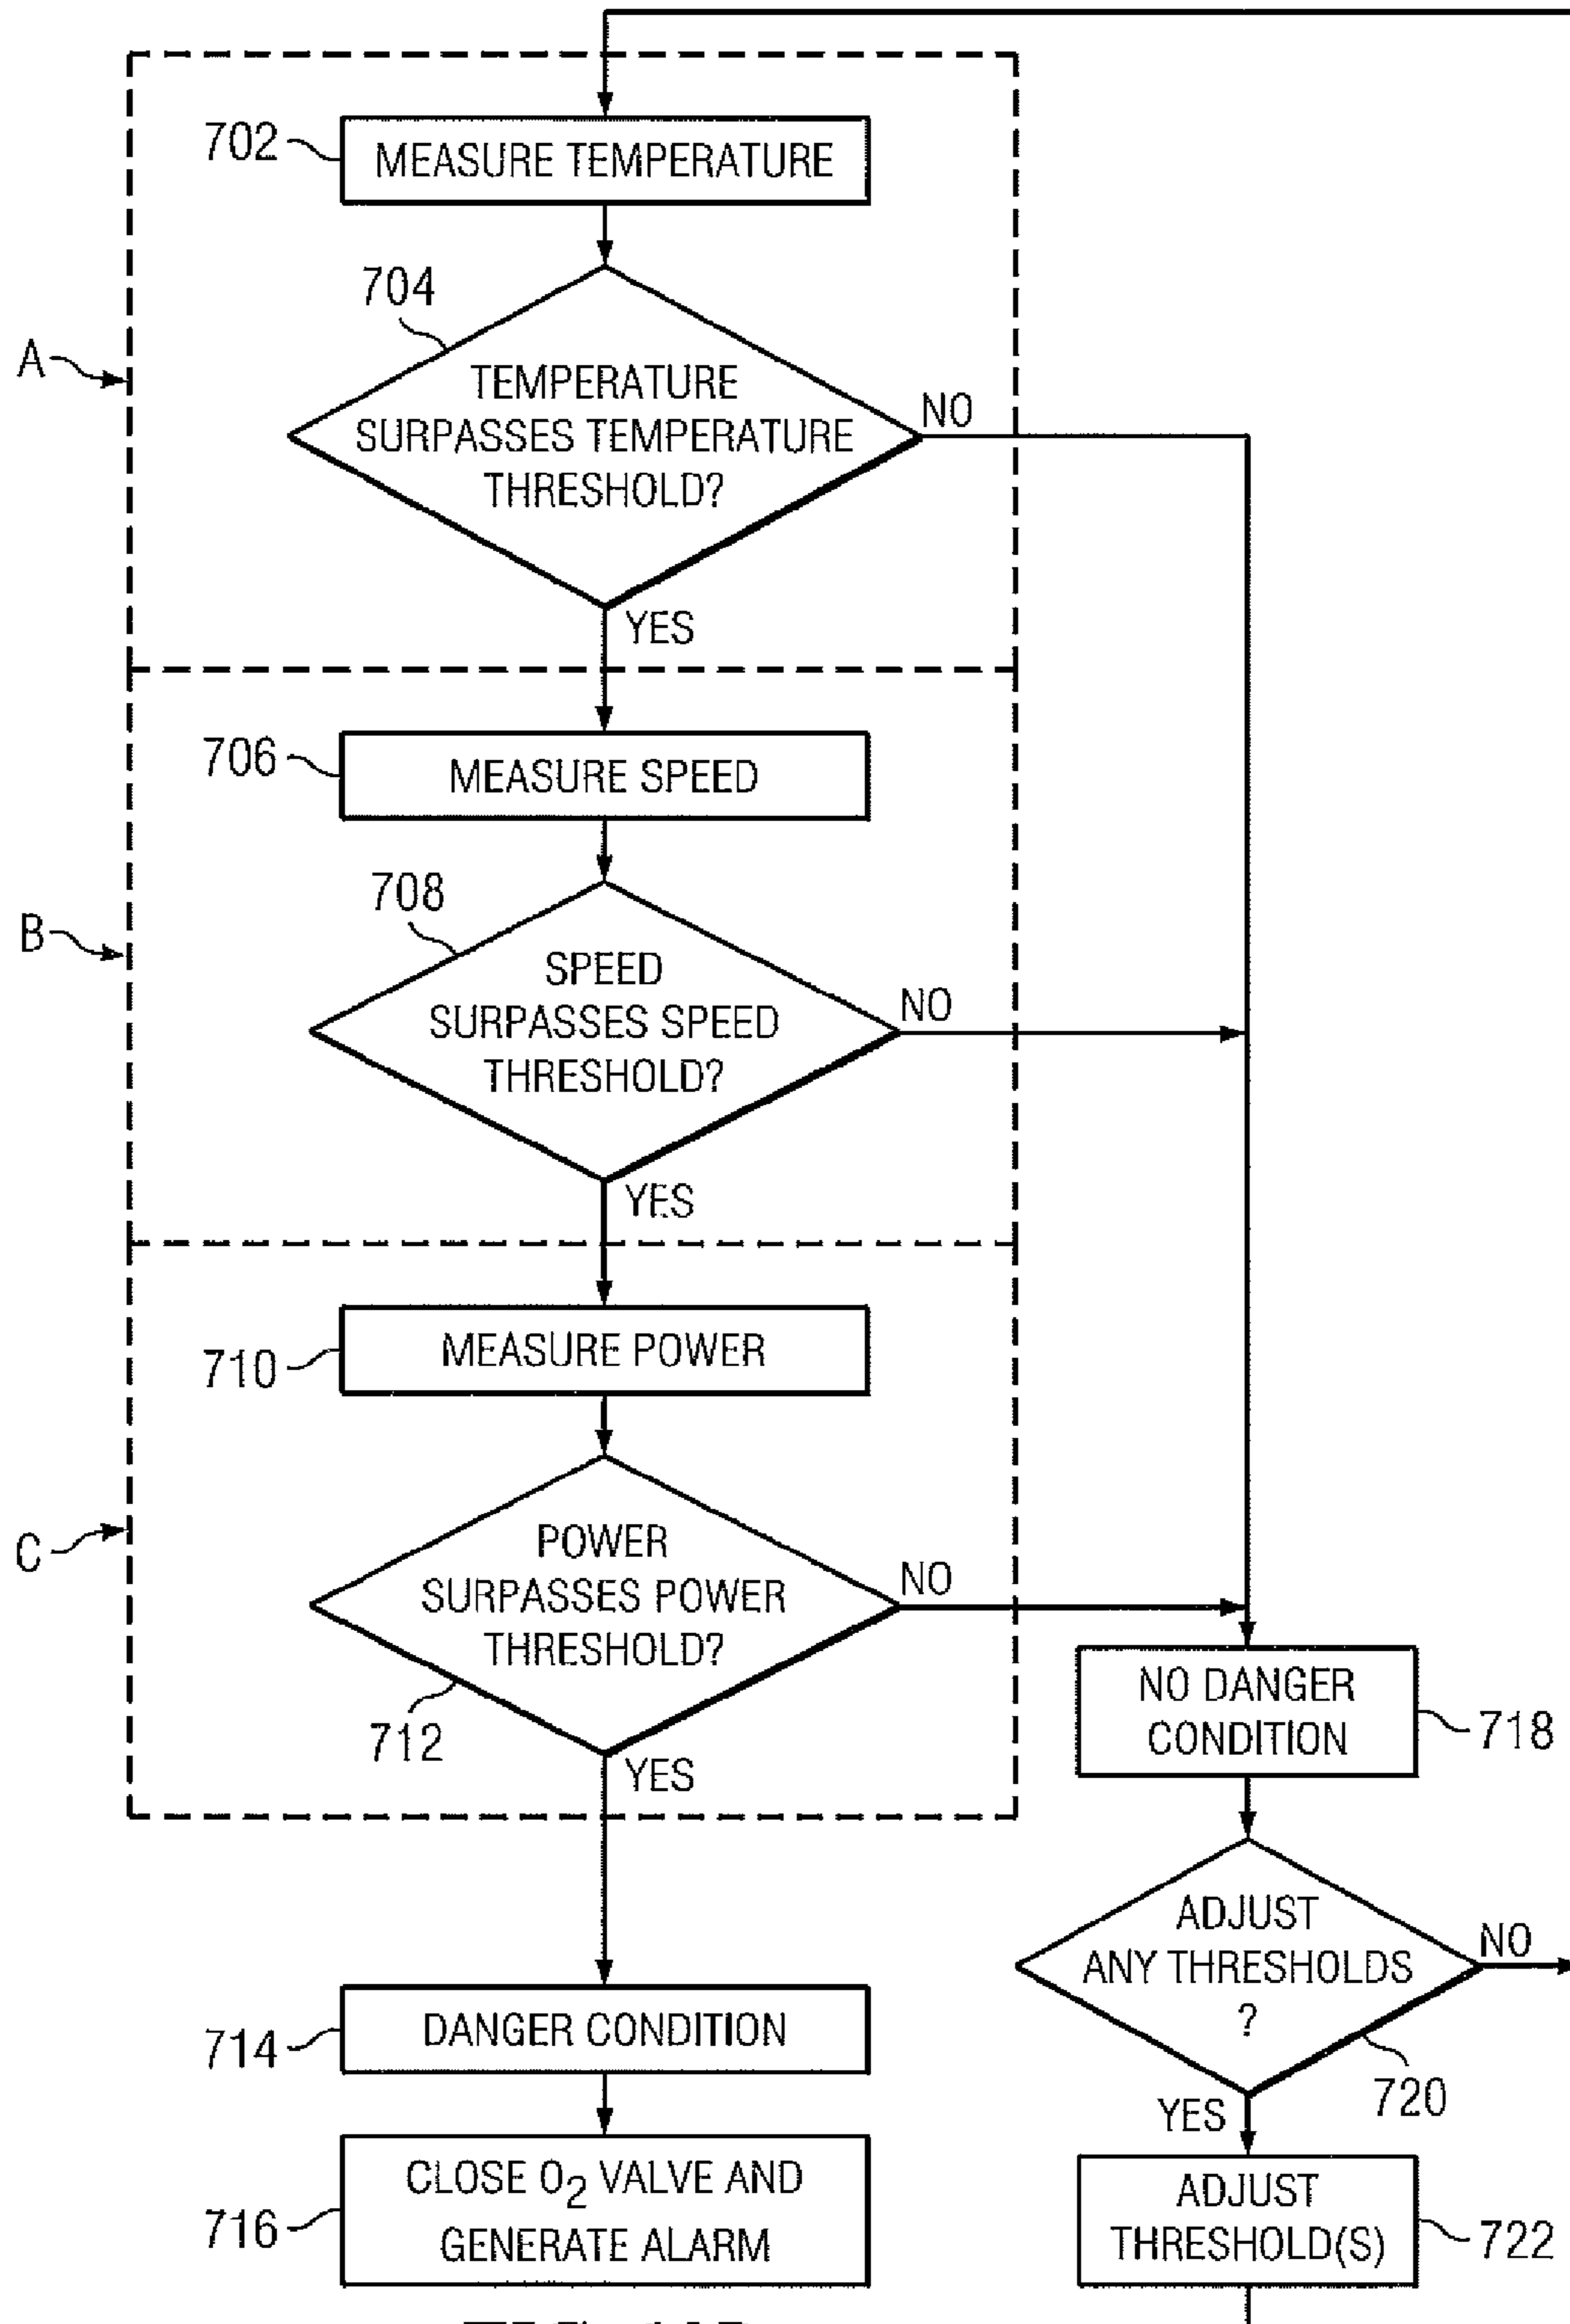 702
MEASURE TEMPERATURE
704
A
TEMPERATURE
SURPASSES TEMPERATURE
THRESHOLD?
NO
YES
706
MEASURE SPEED
708
B
SPEED
SURPASSES SPEED
THRESHOLD?
NO
YES
710
MEASURE POWER
C
POWER
SURPASSES POWER
THRESHOLD?
NO
712
YES
NO DANGER
CONDITION
718
ADJUST
ANY THRESHOLDS
?
NO
720
YES
714
DANGER CONDITION
716
CLOSE O₂ VALVE AND
GENERATE ALARM
ADJUST
THRESHOLD(S)
722